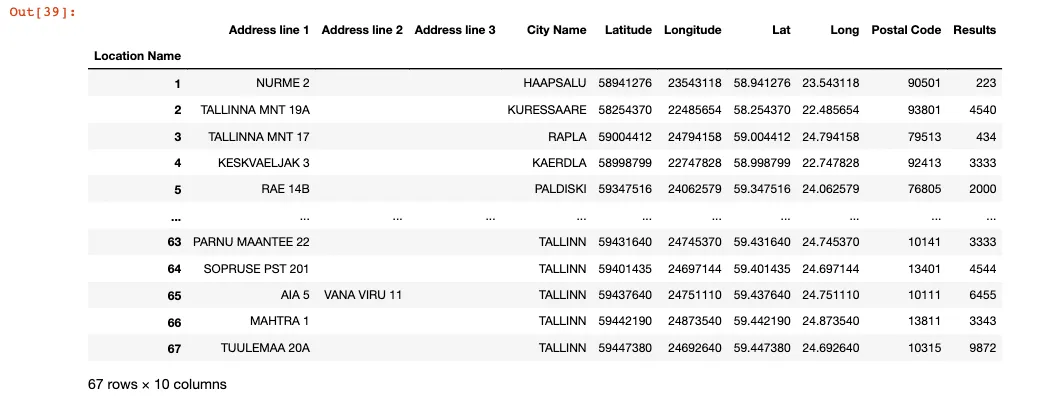 Out[39]:
Address line 1 Address line 2 Address line 3 City Name Latitude Longitude Lat Long Postal Code Results
Location Name
1 NURME 2 HAAPSALU 58941276 23543118 58.941276 23.543118 90501 223
2 TALLINNA MNT 19A KURESSAARE 58254370 22485654 58.254370 22.485654 93801 4540
3 TALLINNA MNT 17 RAPLA 59004412 24794158 59.004412 24.794158 79513 434
4 KESKVAELJAK 3 KAERDLA 58998799 22747828 58.998799 22.747828 92413 3333
5 RAE 14B PALDISKI 59347516 24062579 59.347516 24.062579 76805 2000
... ... ... ... ... ... ... ... ... ... ...
63 PARNU MAANTEE 22 TALLINN 59431640 24745370 59.431640 24.745370 10141 3333
64 SOPRUSE PST 201 TALLINN 59401435 24697144 59.401435 24.697144 13401 4544
65 AIA 5 VANA VIRU 11 TALLINN 59437640 24751110 59.437640 24.751110 10111 6455
66 MAHTRA 1 TALLINN 59442190 24873540 59.442190 24.873540 13811 3343
67 TUULEMAA 20A TALLINN 59447380 24692640 59.447380 24.692640 10315 9872
67 rows × 10 columns